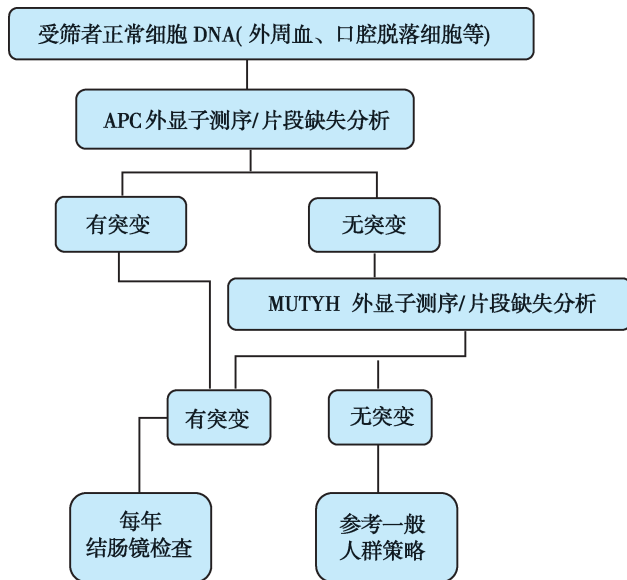 受筛者正常细胞 DNA( 外周血、口腔脱落细胞等)
APC 外显子测序/ 片段缺失分析
有突变
无突变
MUTYH 外显子测序/ 片段缺失分析
有突变
无突变
每年
结肠镜检查
参考一般
人群策略